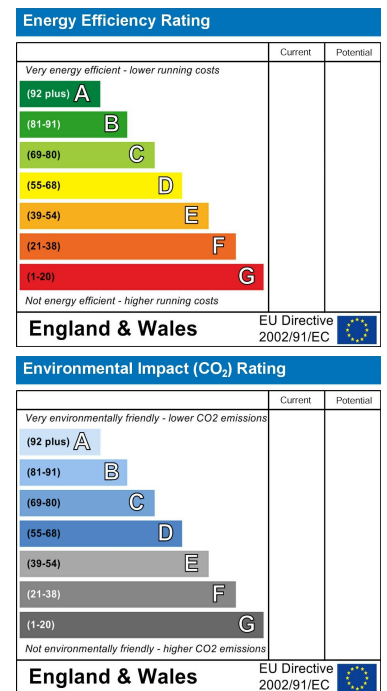 Energy Efficiency Rating
Current Potential
Very energy efficient - lower running costs
(92 plus) A
(81-91) B
(69-80) C
(55-68) D
(39-54) E
(21-38) F
(1-20) G
Not energy efficient - higher running costs
England & Wales
EU Directive
2002/91/EC
Environmental Impact (CO₂) Rating
Current Potential
Very environmentally friendly - lower CO2 emissions
(92 plus) A
(81-91) B
(69-80) C
(55-68) D
(39-54) E
(21-38) F
(1-20) G
Not environmentally friendly - higher CO2 emissions
England & Wales
EU Directive
2002/91/EC